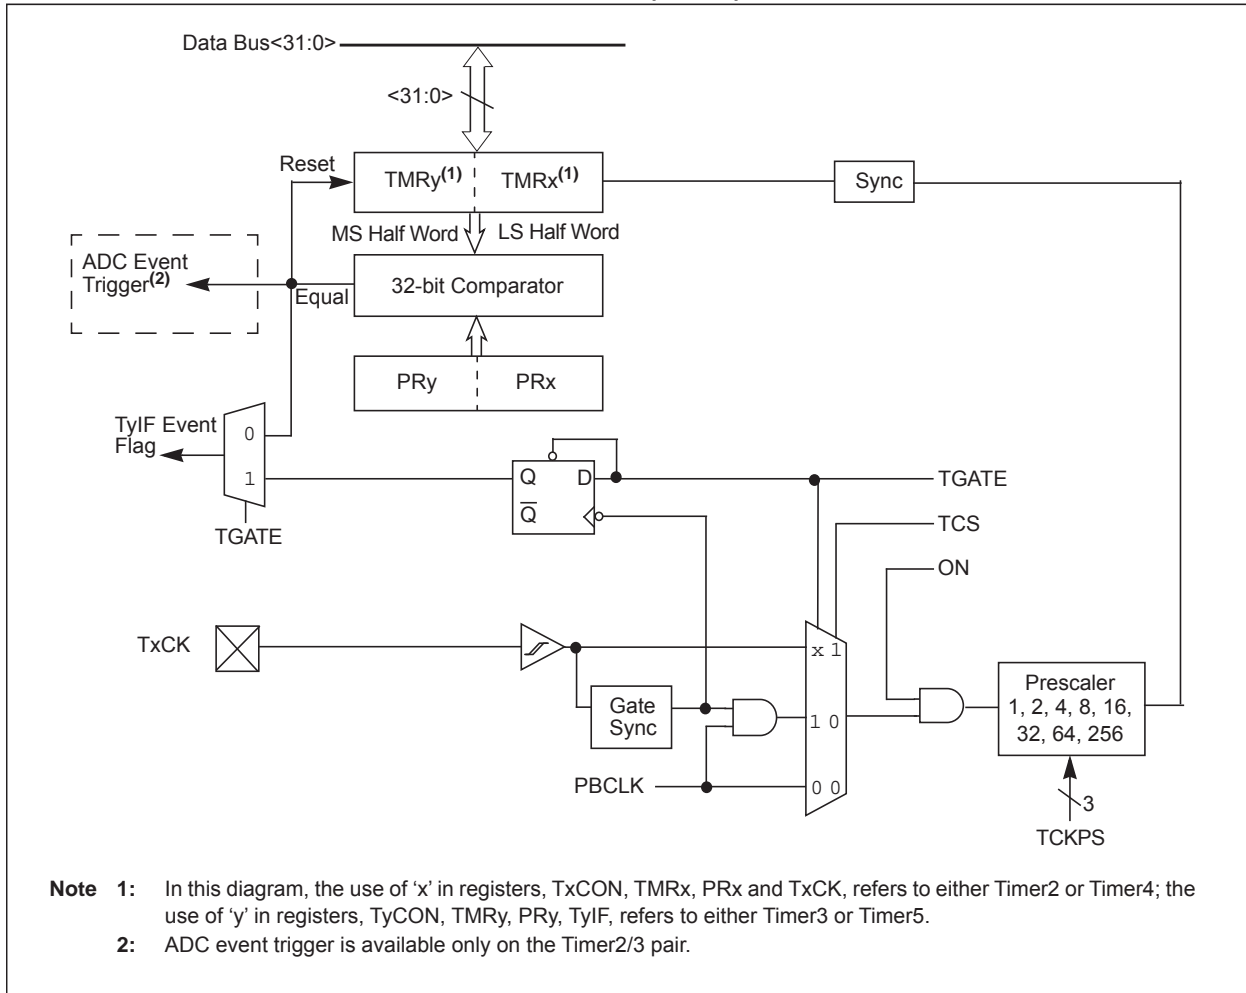 Data Bus<31:0>
<31:0>
Reset
TMRy(1) TMRx(1)
Sync
MS Half Word LS Half Word
ADC Event
Trigger(2)
Equal
32-bit Comparator
PRy PRx
TyIF Event
Flag
0
1
TGATE
Q D
Q̅
TGATE
TCS
ON
TxCK
x 1
Gate
Sync
1 0
PBCLK
0 0
Prescaler
1, 2, 4, 8, 16,
32, 64, 256
3
TCKPS
Note 1: In this diagram, the use of ‘x’ in registers, TxCON, TMRx, PRx and TxCK, refers to either Timer2 or Timer4; the
use of ‘y’ in registers, TyCON, TMRy, PRy, TyIF, refers to either Timer3 or Timer5.
2: ADC event trigger is available only on the Timer2/3 pair.